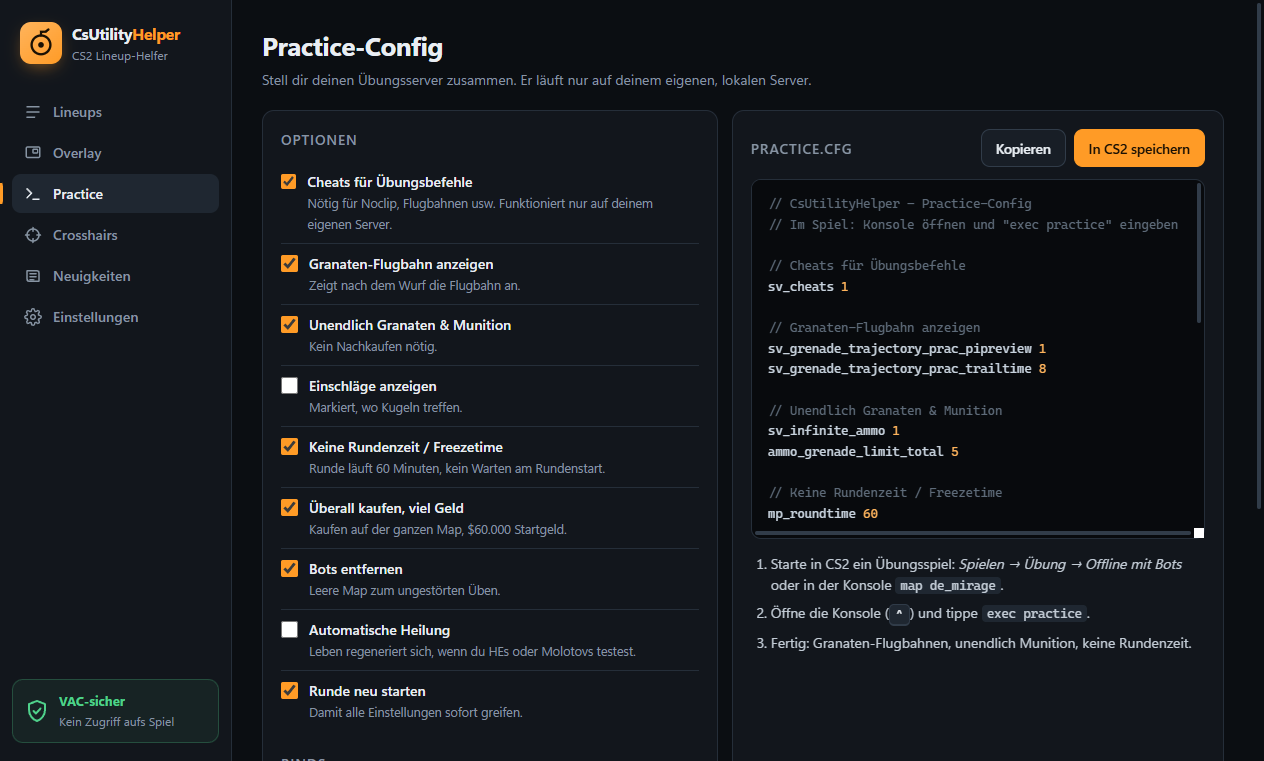 CsUtilityHelper
CS2 Lineup-Helfer
Lineups
Overlay
Practice
Crosshairs
Neuigkeiten
Einstellungen
VAC-sicher
Kein Zugriff aufs Spiel
Practice-Config
Stell dir deinen Übungsserver zusammen. Er läuft nur auf deinem eigenen, lokalen Server.
OPTIONEN
Cheats für Übungsbefehle
Nötig für Noclip, Flugbahnen usw. Funktioniert nur auf deinem
eigenen Server.
Granaten-Flugbahn anzeigen
Zeigt nach dem Wurf die Flugbahn an.
Unendlich Granaten & Munition
Kein Nachkaufen nötig.
Einschläge anzeigen
Markiert, wo Kugeln treffen.
Keine Rundenzeit / Freezetime
Runde läuft 60 Minuten, kein Warten am Rundenstart.
Überall kaufen, viel Geld
Kaufen auf der ganzen Map, $60.000 Startgeld.
Bots entfernen
Leere Map zum ungestörten Üben.
Automatische Heilung
Leben regeneriert sich, wenn du HEs oder Molotovs testest.
Runde neu starten
Damit alle Einstellungen sofort greifen.
BINDS
PRACTICE.CFG
Kopieren
In CS2 speichern
// CsUtilityHelper – Practice-Config
// Im Spiel: Konsole öffnen und "exec practice" eingeben
// Cheats für Übungsbefehle
sv_cheats 1
// Granaten-Flugbahn anzeigen
sv_grenade_trajectory_prac_pipreview 1
sv_grenade_trajectory_prac_trailtime 8
// Unendlich Granaten & Munition
sv_infinite_ammo 1
ammo_grenade_limit_total 5
// Keine Rundenzeit / Freezetime
mp_roundtime 60
1. Starte in CS2 ein Übungsspiel: Spielen → Übung → Offline mit Bots
oder in der Konsole map de_mirage.
2. Öffne die Konsole (^) und tippe exec practice.
3. Fertig: Granaten-Flugbahnen, unendlich Munition, keine Rundenzeit.